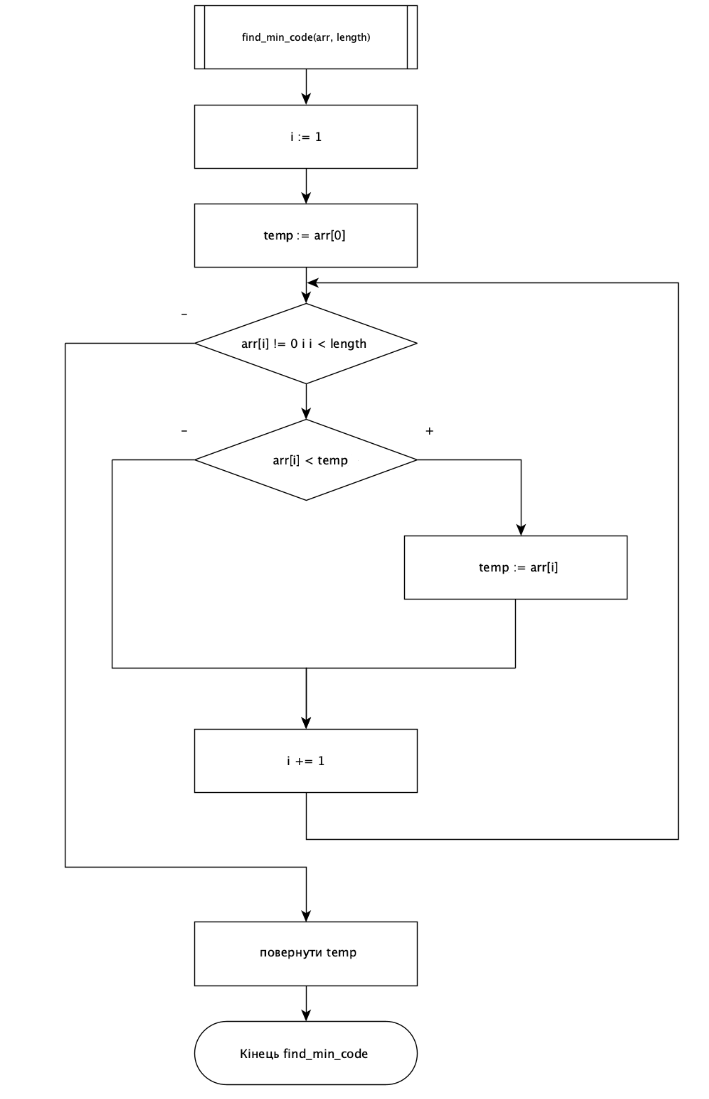 find_min_code(arr, length)
i := 1
temp := arr[0]
–
arr[i] != 0 і i < length
–
+
arr[i] < temp
temp := arr[i]
i += 1
повернути temp
Кінець find_min_code